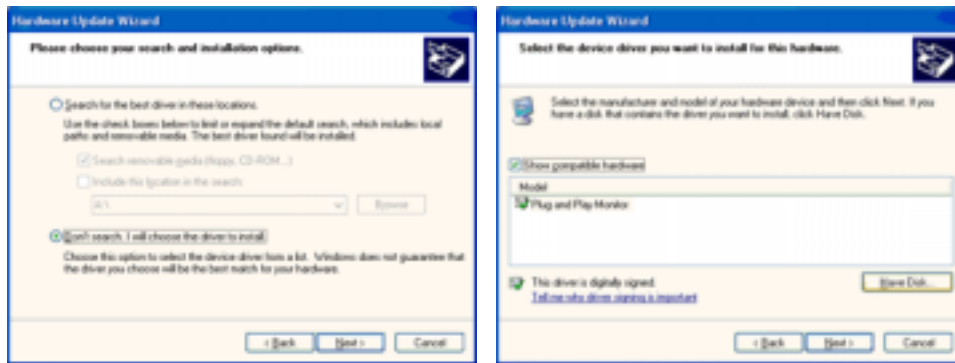 Hardware Update Wizard
Please choose your search and installation options.
Search for the best driver in these locations.
Use the check boxes below to limit or expand the default search, which includes local
paths and removable media. The best driver found will be installed.
Search removable media (floppy, CD-ROM...)
Include this location in the search:
A:\
Browse
Don't search. I will choose the driver to install.
Choose this option to select the device driver from a list. Windows does not guarantee that
the driver you choose will be the best match for your hardware.
< Back
Next >
Cancel
Hardware Update Wizard
Select the device driver you want to install for this hardware.
Select the manufacturer and model of your hardware device and then click Next. If you
have a disk that contains the driver you want to install, click Have Disk.
Show compatible hardware
Model
Plug and Play Monitor
This driver is digitally signed.
Tell me why driver signing is important
Have Disk...
< Back
Next >
Cancel